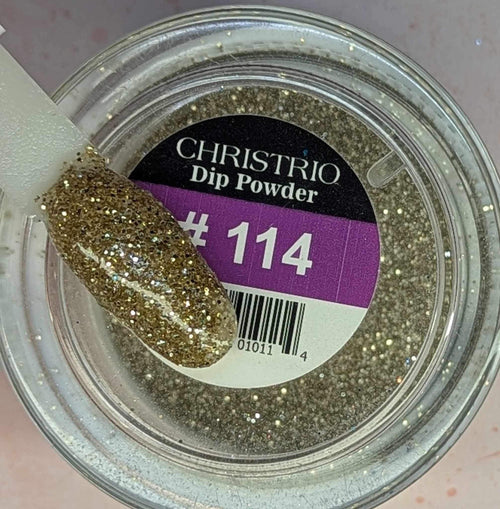 CHRISTRIO
Dip Powder
# 114
01011 4